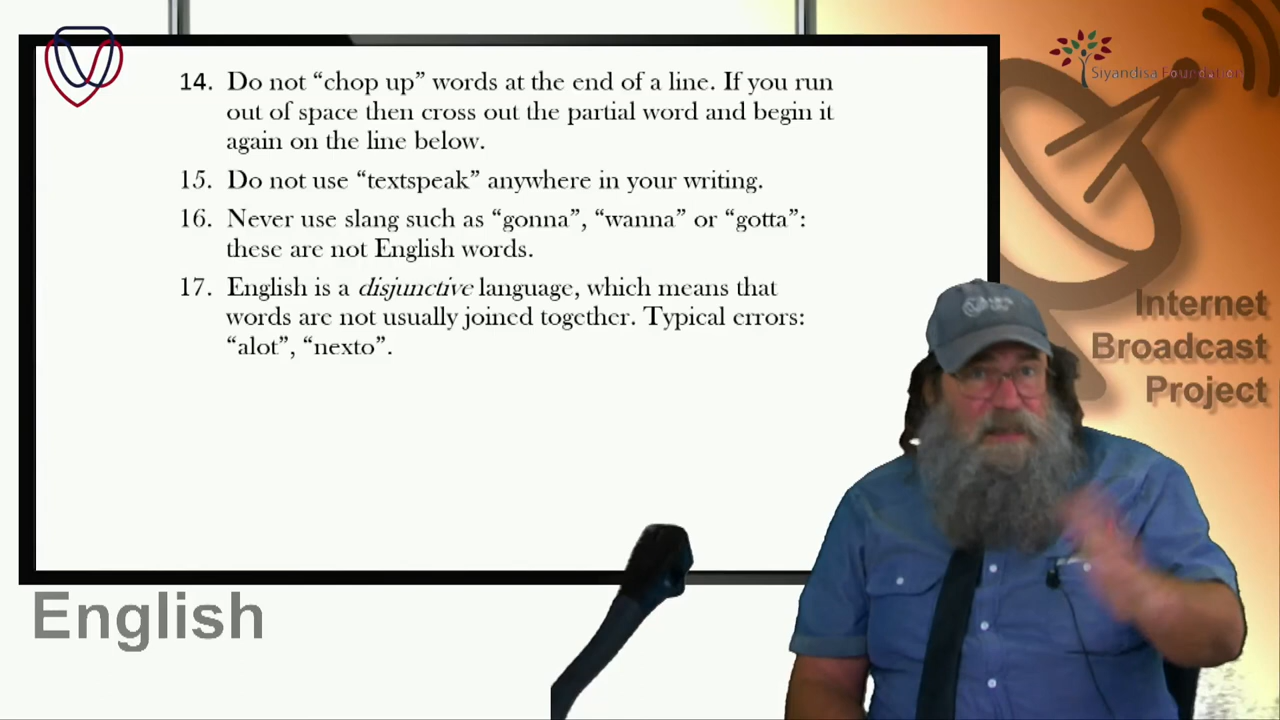 14. Do not “chop up” words at the end of a line. If you run
out of space then cross out the partial word and begin it
again on the line below.
15. Do not use “textspeak” anywhere in your writing.
16. Never use slang such as “gonna”, “wanna” or “gotta”:
these are not English words.
17. English is a disjunctive language, which means that
words are not usually joined together. Typical errors:
“alot”, “nexto”.
Siyandisa Foundation
Internet
Broadcast
Project
English